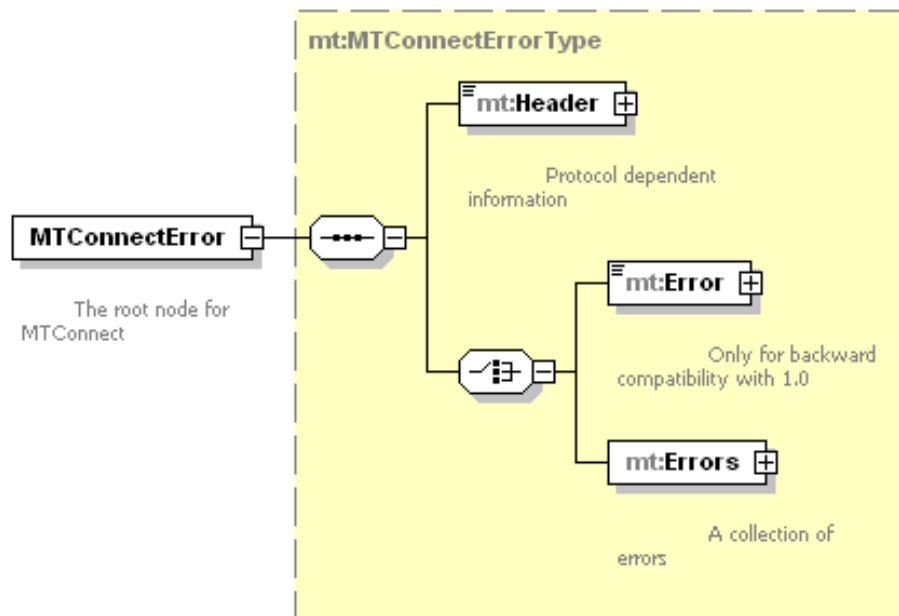 mt:MTConnectErrorType
mt:Header
Protocol dependent
information
MTConnectError
The root node for
MTConnect
mt:Error
Only for backward
compatibility with 1.0
mt:Errors
A collection of
errors